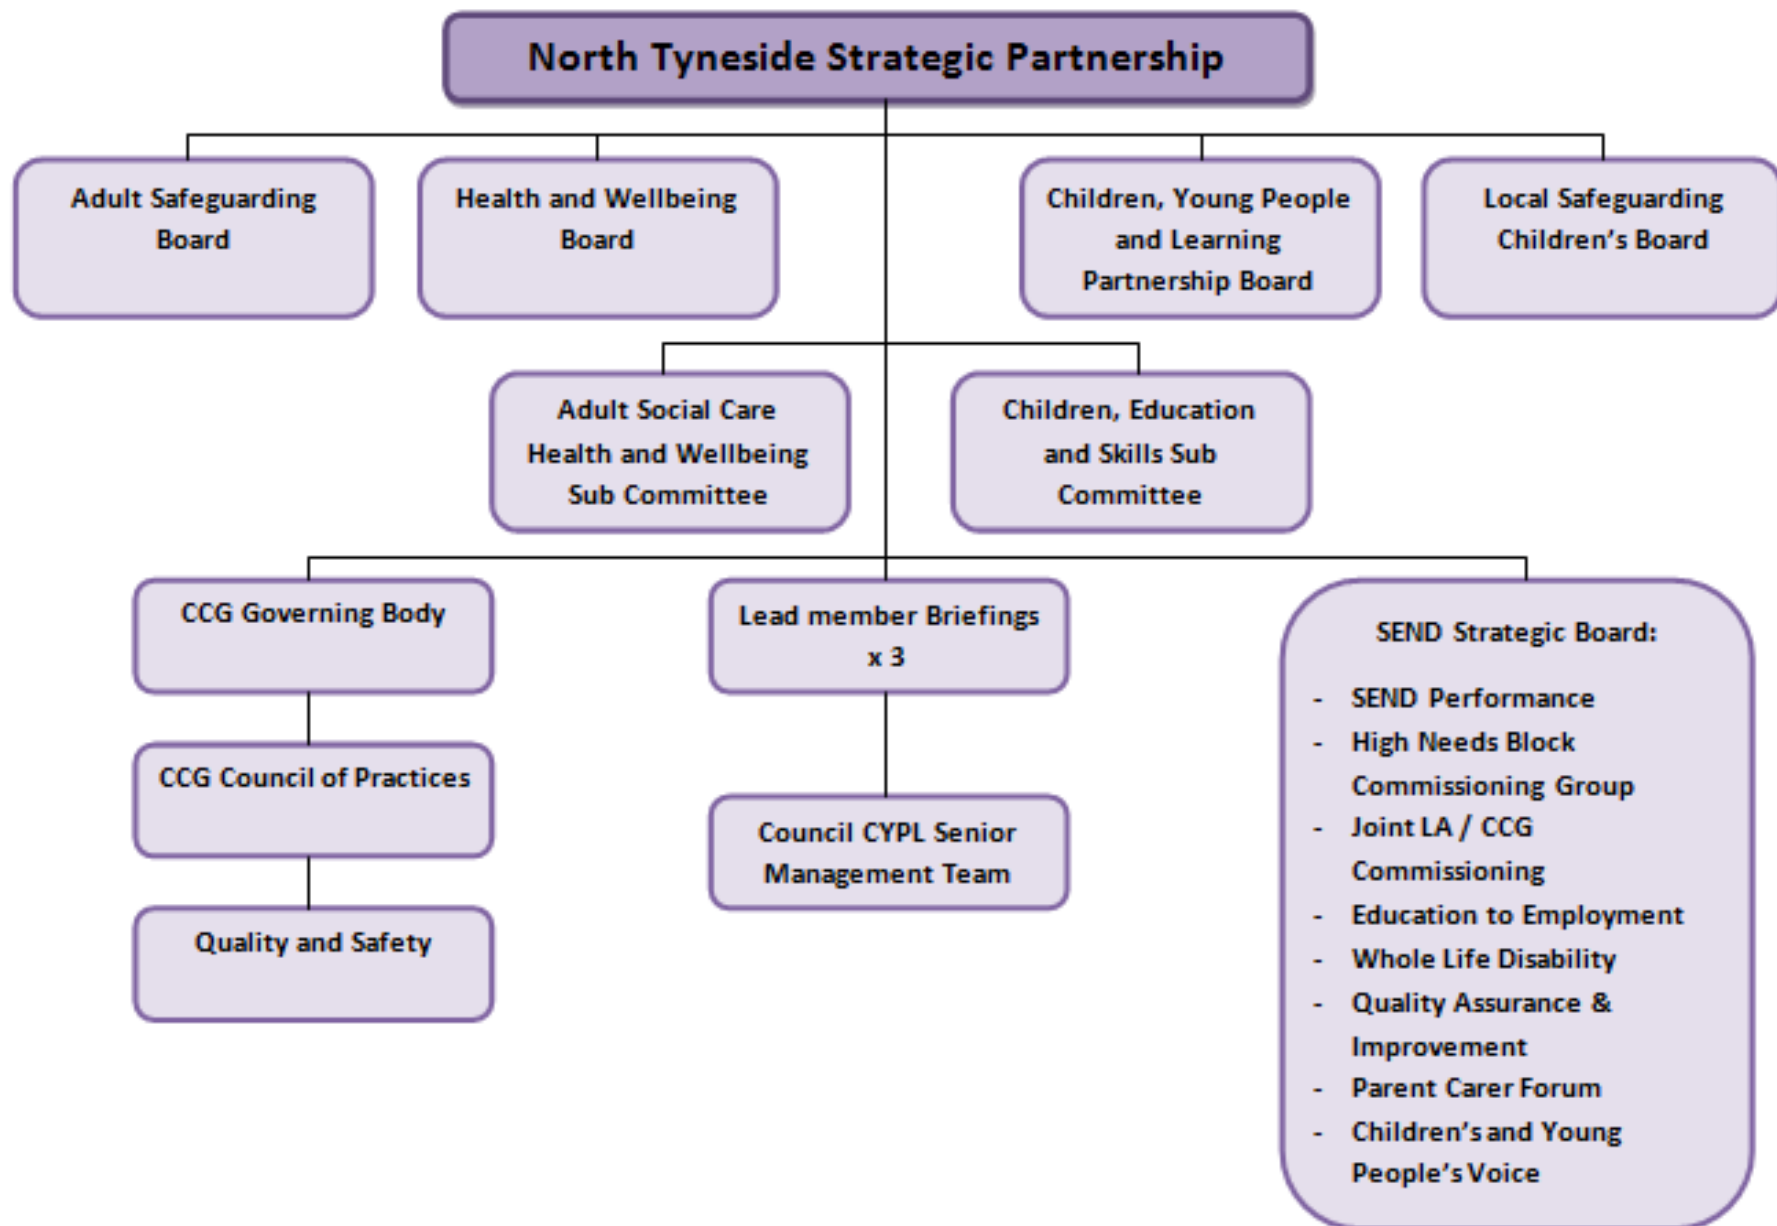 North Tyneside Strategic Partnership
Adult Safeguarding
Board
Health and Wellbeing
Board
Children, Young People
and Learning
Partnership Board
Local Safeguarding
Children’s Board
Adult Social Care
Health and Wellbeing
Sub Committee
Children, Education
and Skills Sub
Committee
CCG Governing Body
CCG Council of Practices
Quality and Safety
Lead member Briefings
x 3
Council CYPL Senior
Management Team
SEND Strategic Board:
- SEND Performance
- High Needs Block
Commissioning Group
- Joint LA / CCG
Commissioning
- Education to Employment
- Whole Life Disability
- Quality Assurance &
Improvement
- Parent Carer Forum
- Children’s and Young
People’s Voice